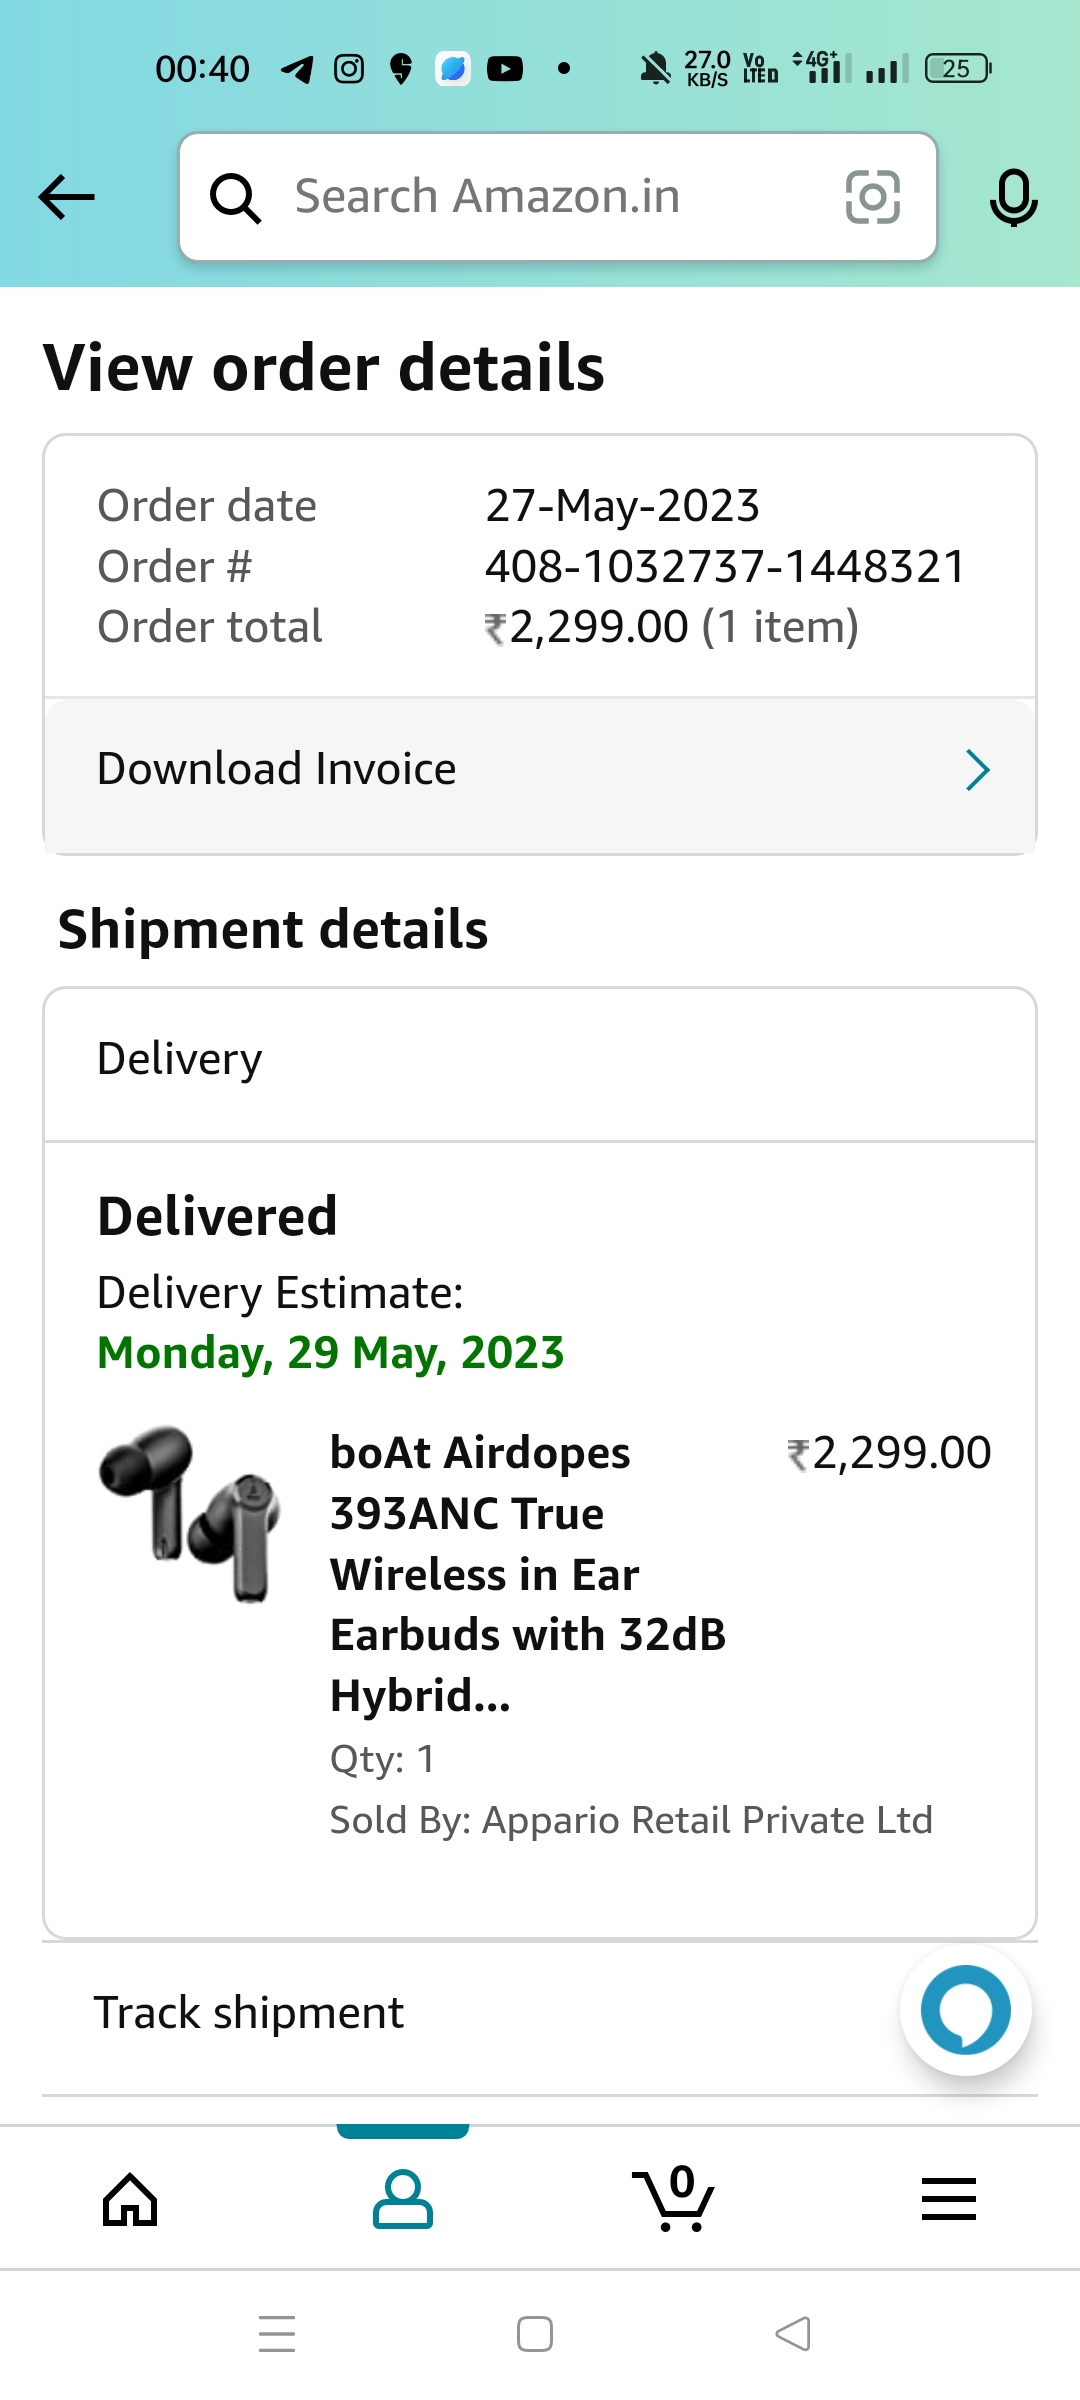 00:40
27.0
KB/S
Vo
LTE D
4G+
25
Search Amazon.in
View order details
Order date 27-May-2023
Order # 408-1032737-1448321
Order total ₹2,299.00 (1 item)
Download Invoice
Shipment details
Delivery
Delivered
Delivery Estimate:
Monday, 29 May, 2023
boAt Airdopes ₹2,299.00
393ANC True
Wireless in Ear
Earbuds with 32dB
Hybrid...
Qty: 1
Sold By: Appario Retail Private Ltd
Track shipment
0